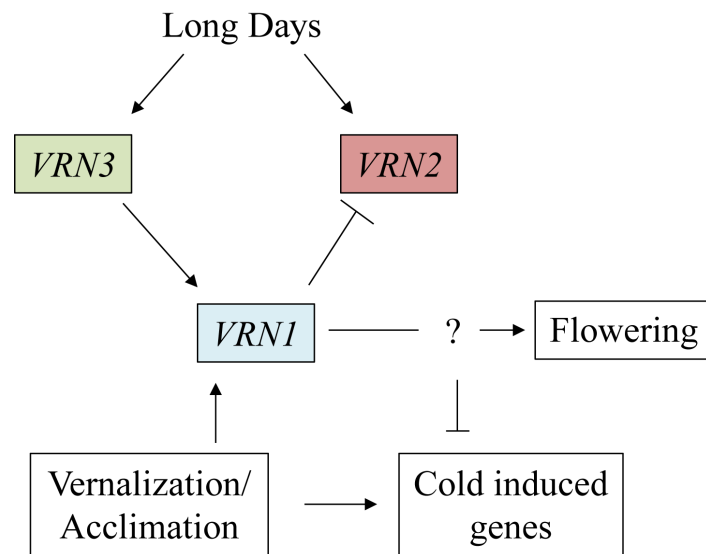 Long Days
VRN3
VRN2
VRN1
?
Flowering
Vernalization/
Acclimation
Cold induced
genes